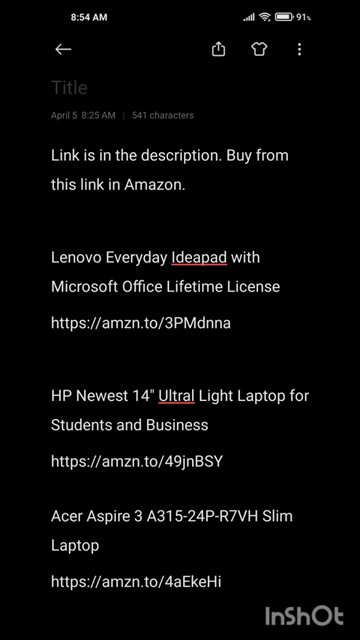 8:54 AM
91%
Title
April 5 8:25 AM | 541 characters
Link is in the description. Buy from
this link in Amazon.
Lenovo Everyday Ideapad with
Microsoft Office Lifetime License
https://amzn.to/3PMdnna
HP Newest 14" Ultral Light Laptop for
Students and Business
https://amzn.to/49jnBSY
Acer Aspire 3 A315-24P-R7VH Slim
Laptop
https://amzn.to/4aEkeHi
InShOt